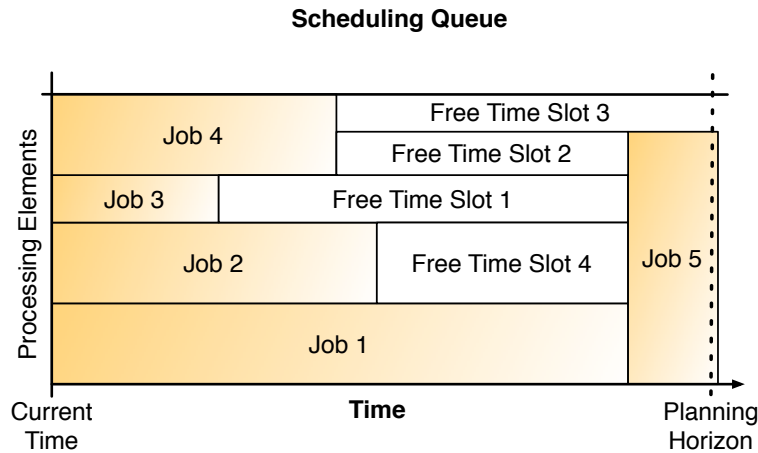 Scheduling Queue
Processing Elements
Free Time Slot 3
Job 4
Free Time Slot 2
Job 3
Free Time Slot 1
Job 2
Free Time Slot 4
Job 5
Job 1
Current
Time
Time
Planning
Horizon